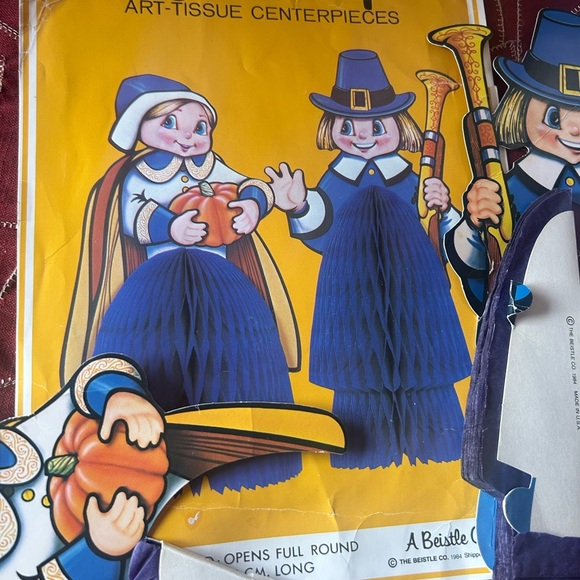 ART-TISSUE CENTERPIECES
OPENS FULL ROUND
CM. LONG
A Beistle
© THE BEISTLE CO. 1984
© THE BEISTLE CO. 1984 MADE IN U.S.A.